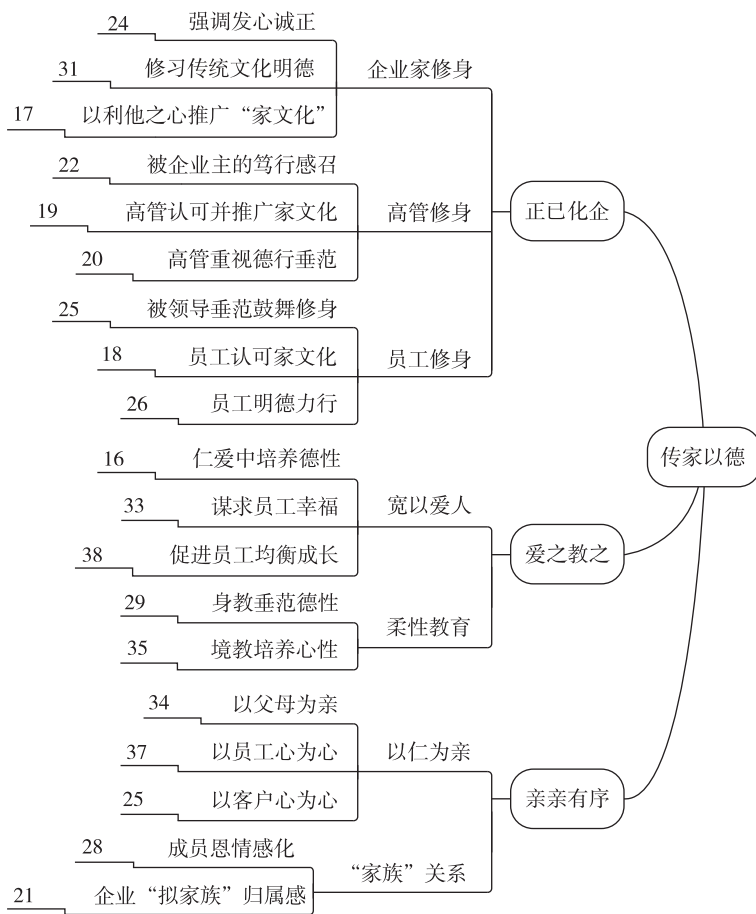 24 强调发心诚正
31 修习传统文化明德
企业家修身
17 以利他之心推广“家文化”
22 被企业主的笃行感召
19 高管认可并推广家文化
高管修身
正已化企
20 高管重视德行垂范
25 被领导垂范鼓舞修身
18 员工认可家文化
员工修身
26 员工明德力行
传家以德
16 仁爱中培养德性
33 谋求员工幸福
宽以爱人
38 促进员工均衡成长
爱之教之
29 身教垂范德性
柔性教育
35 境教培养心性
34 以父母为亲
37 以员工心为心
以仁为亲
25 以客户心为心
亲亲有序
28 成员恩情感化
“家族”关系
21 企业“拟家族”归属感